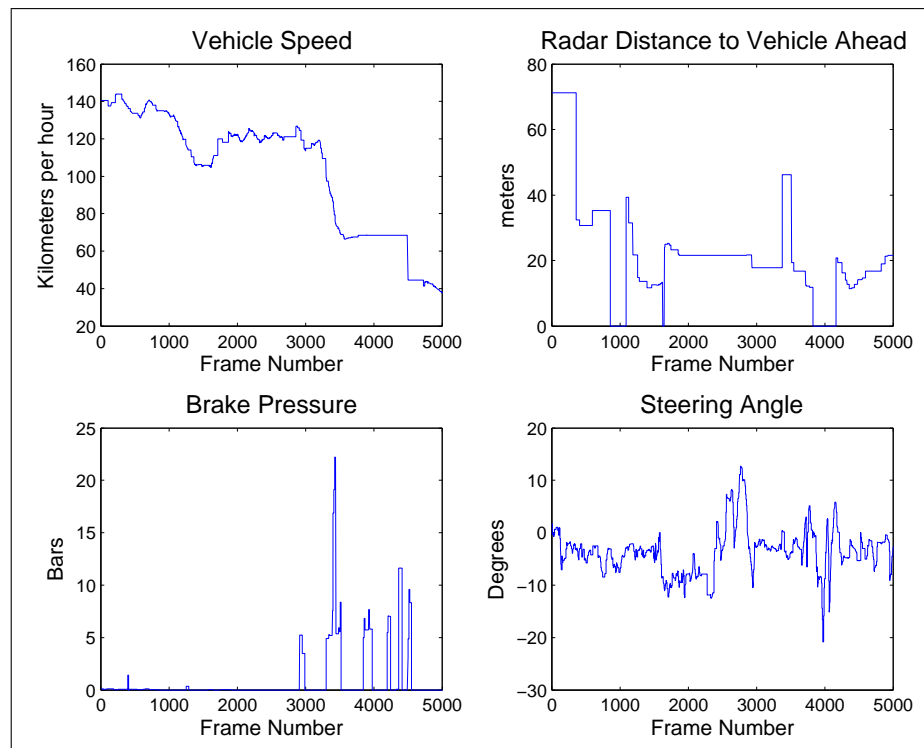 Vehicle Speed
Kilometers per hour
160
140
120
100
80
60
40
20
0 1000 2000 3000 4000 5000
Frame Number
Radar Distance to Vehicle Ahead
meters
80
60
40
20
0
0 1000 2000 3000 4000 5000
Frame Number
Brake Pressure
Bars
25
20
15
10
5
0
0 1000 2000 3000 4000 5000
Frame Number
Steering Angle
Degrees
20
10
0
−10
−20
−30
0 1000 2000 3000 4000 5000
Frame Number